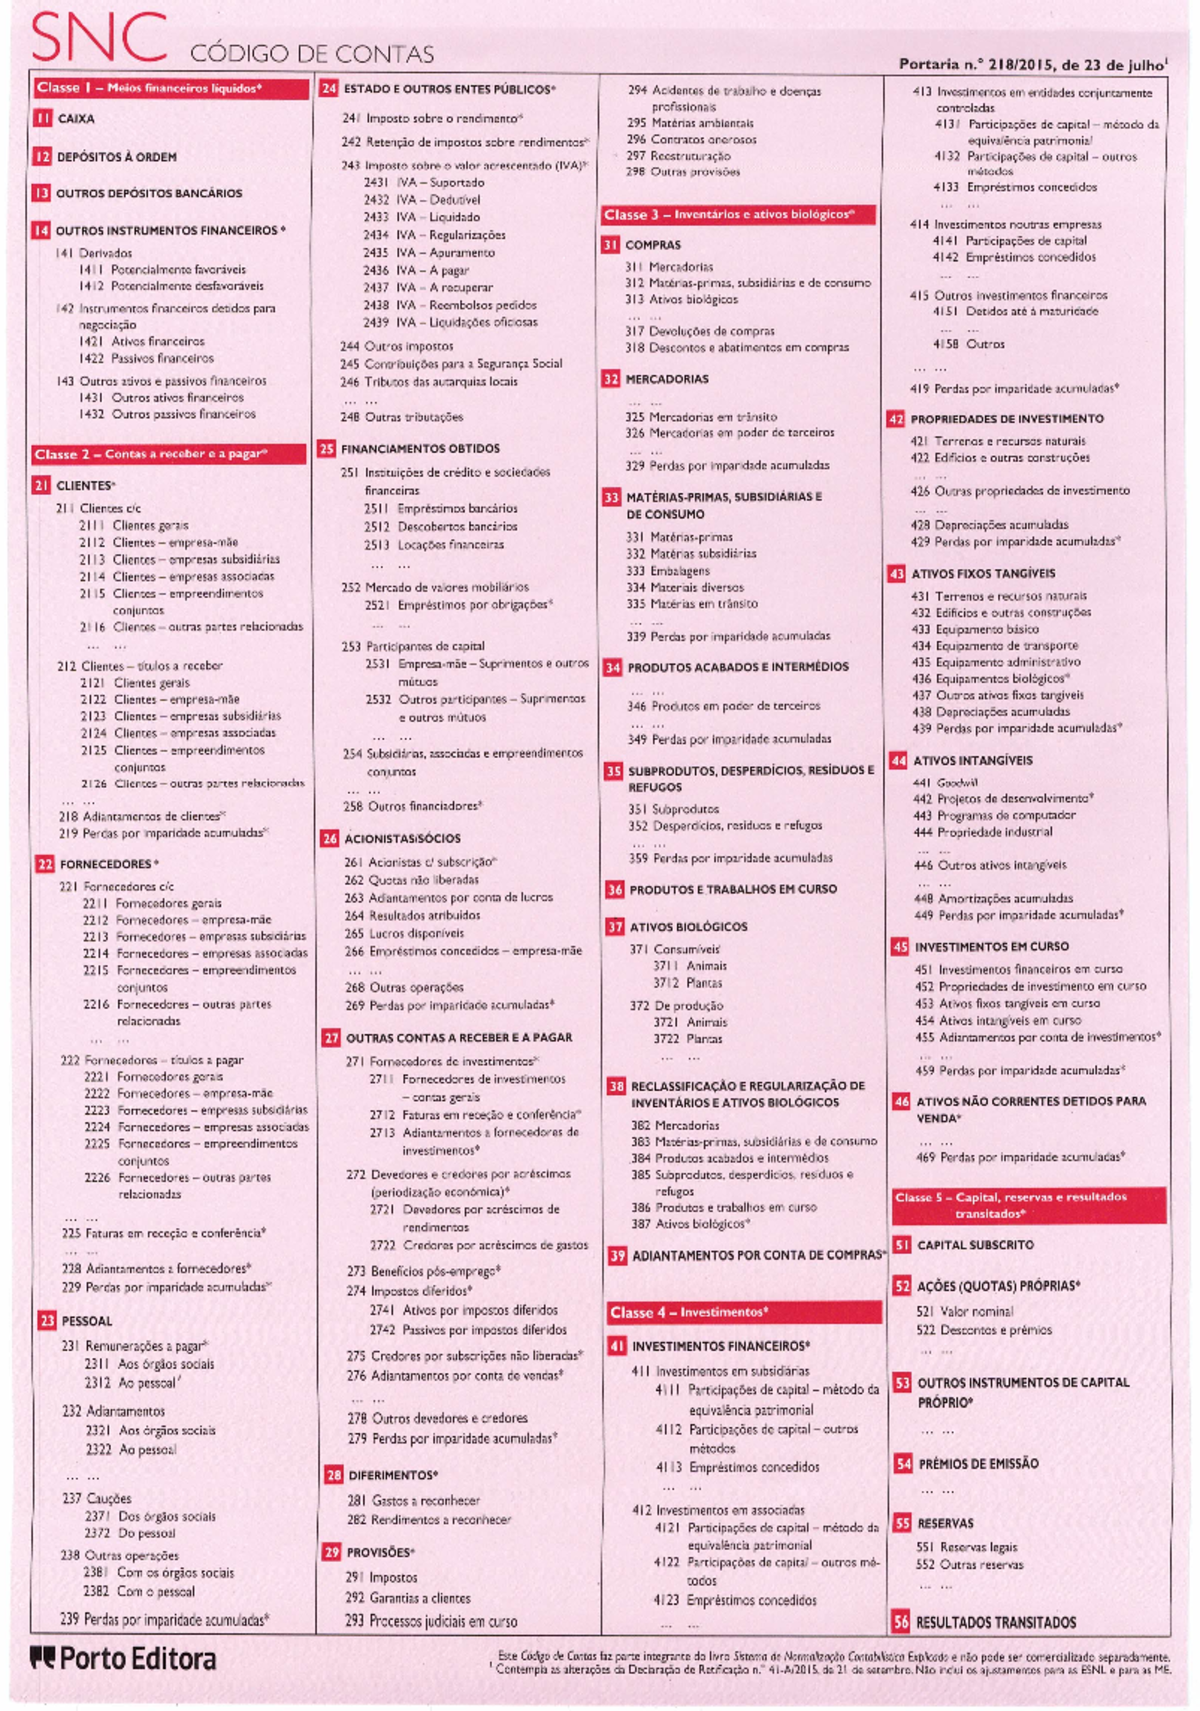 SNC CÓDIGO DE CONTAS
Portaria n.º 218/2015, de 23 de julho¹
Classe 1 – Meios financeiros líquidos*
11 CAIXA
12 DEPÓSITOS À ORDEM
13 OUTROS DEPÓSITOS BANCÁRIOS
14 OUTROS INSTRUMENTOS FINANCEIROS *
141 Derivados
1411 Potencialmente favoráveis
1412 Potencialmente desfavoráveis
142 Instrumentos financeiros detidos para
negociação
1421 Ativos financeiros
1422 Passivos financeiros
143 Outros ativos e passivos financeiros
1431 Outros ativos financeiros
1432 Outros passivos financeiros
Classe 2 – Contas a receber e a pagar*
21 CLIENTES*
211 Clientes c/c
2111 Clientes gerais
2112 Clientes – empresa-mãe
2113 Clientes – empresas subsidiárias
2114 Clientes – empresas associadas
2115 Clientes – empreendimentos
conjuntos
2116 Clientes – outras partes relacionadas
... ...
212 Clientes – títulos a receber
2121 Clientes gerais
2122 Clientes – empresa-mãe
2123 Clientes – empresas subsidiárias
2124 Clientes – empresas associadas
2125 Clientes – empreendimentos
conjuntos
2126 Clientes – outras partes relacionadas
... ...
218 Adiantamentos de clientes*
219 Perdas por imparidade acumuladas*
22 FORNECEDORES *
221 Fornecedores c/c
2211 Fornecedores gerais
2212 Fornecedores – empresa-mãe
2213 Fornecedores – empresas subsidiárias
2214 Fornecedores – empresas associadas
2215 Fornecedores – empreendimentos
conjuntos
2216 Fornecedores – outras partes
relacionadas
... ...
222 Fornecedores – títulos a pagar
2221 Fornecedores gerais
2222 Fornecedores – empresa-mãe
2223 Fornecedores – empresas subsidiárias
2224 Fornecedores – empresas associadas
2225 Fornecedores – empreendimentos
conjuntos
2226 Fornecedores – outras partes
relacionadas
... ...
225 Faturas em receção e conferência*
... ...
228 Adiantamentos a fornecedores*
229 Perdas por imparidade acumuladas*
23 PESSOAL
231 Remunerações a pagar*
2311 Aos órgãos sociais
2312 Ao pessoal
232 Adiantamentos
2321 Aos órgãos sociais
2322 Ao pessoal
... ...
237 Cauções
2371 Dos órgãos sociais
2372 Do pessoal
238 Outras operações
2381 Com os órgãos sociais
2382 Com o pessoal
239 Perdas por imparidade acumuladas*
24 ESTADO E OUTROS ENTES PÚBLICOS*
241 Imposto sobre o rendimento*
242 Retenção de impostos sobre rendimentos*
243 Imposto sobre o valor acrescentado (IVA)*
2431 IVA – Suportado
2432 IVA – Dedutível
2433 IVA – Liquidado
2434 IVA – Regularizações
2435 IVA – Apuramento
2436 IVA – A pagar
2437 IVA – A recuperar
2438 IVA – Reembolsos pedidos
2439 IVA – Liquidações oficiosas
244 Outros impostos
245 Contribuições para a Segurança Social
246 Tributos das autarquias locais
... ...
248 Outras tributações
25 FINANCIAMENTOS OBTIDOS
251 Instituições de crédito e sociedades
financeiras
2511 Empréstimos bancários
2512 Descobertos bancários
2513 Locações financeiras
... ...
252 Mercado de valores mobiliários
2521 Empréstimos por obrigações*
... ...
253 Participantes de capital
2531 Empresa-mãe – Suprimentos e outros
mútuos
2532 Outros participantes – Suprimentos
e outros mútuos
... ...
254 Subsidiárias, associadas e empreendimentos
conjuntos
... ...
258 Outros financiadores*
26 ACIONISTAS/SÓCIOS
261 Acionistas c/ subscrição*
262 Quotas não liberadas
263 Adiantamentos por conta de lucros
264 Resultados atribuídos
265 Lucros disponíveis
266 Empréstimos concedidos – empresa-mãe
... ...
268 Outras operações
269 Perdas por imparidade acumuladas*
27 OUTRAS CONTAS A RECEBER E A PAGAR
271 Fornecedores de investimentos*
2711 Fornecedores de investimentos
– contas gerais
2712 Faturas em receção e conferência*
2713 Adiantamentos a fornecedores de
investimentos*
272 Devedores e credores por acréscimos
(periodização económica)*
2721 Devedores por acréscimos de
rendimentos
2722 Credores por acréscimos de gastos
273 Benefícios pós-emprego*
274 Impostos diferidos*
2741 Ativos por impostos diferidos
2742 Passivos por impostos diferidos
275 Credores por subscrições não liberadas*
276 Adiantamentos por conta de vendas*
... ...
278 Outros devedores e credores
279 Perdas por imparidade acumuladas*
28 DIFERIMENTOS*
281 Gastos a reconhecer
282 Rendimentos a reconhecer
29 PROVISÕES*
291 Impostos
292 Garantias a clientes
293 Processos judiciais em curso
294 Acidentes de trabalho e doenças
profissionais
295 Matérias ambientais
296 Contratos onerosos
297 Reestruturação
298 Outras provisões
Classe 3 – Inventários e ativos biológicos*
31 COMPRAS
311 Mercadorias
312 Matérias-primas, subsidiárias e de consumo
313 Ativos biológicos
... ...
317 Devoluções de compras
318 Descontos e abatimentos em compras
32 MERCADORIAS
... ...
325 Mercadorias em trânsito
326 Mercadorias em poder de terceiros
... ...
329 Perdas por imparidade acumuladas
33 MATÉRIAS-PRIMAS, SUBSIDIÁRIAS E
DE CONSUMO
331 Matérias-primas
332 Matérias subsidiárias
333 Embalagens
334 Materiais diversos
335 Matérias em trânsito
... ...
339 Perdas por imparidade acumuladas
34 PRODUTOS ACABADOS E INTERMÉDIOS
... ...
346 Produtos em poder de terceiros
... ...
349 Perdas por imparidade acumuladas
35 SUBPRODUTOS, DESPERDÍCIOS, RESÍDUOS E
REFUGOS
351 Subprodutos
352 Desperdícios, resíduos e refugos
... ...
359 Perdas por imparidade acumuladas
36 PRODUTOS E TRABALHOS EM CURSO
37 ATIVOS BIOLÓGICOS
371 Consumíveis
3711 Animais
3712 Plantas
372 De produção
3721 Animais
3722 Plantas
... ...
38 RECLASSIFICAÇÃO E REGULARIZAÇÃO DE
INVENTÁRIOS E ATIVOS BIOLÓGICOS
382 Mercadorias
383 Matérias-primas, subsidiárias e de consumo
384 Produtos acabados e intermédios
385 Subprodutos, desperdícios, resíduos e
refugos
386 Produtos e trabalhos em curso
387 Ativos biológicos*
39 ADIANTAMENTOS POR CONTA DE COMPRAS*
Classe 4 – Investimentos*
41 INVESTIMENTOS FINANCEIROS*
411 Investimentos em subsidiárias
4111 Participações de capital – método da
equivalência patrimonial
4112 Participações de capital – outros
métodos
4113 Empréstimos concedidos
... ...
412 Investimentos em associadas
4121 Participações de capital – método da
equivalência patrimonial
4122 Participações de capital – outros mé-
todos
4123 Empréstimos concedidos
... ...
413 Investimentos em entidades conjuntamente
controladas
4131 Participações de capital – método da
equivalência patrimonial
4132 Participações de capital – outros
métodos
4133 Empréstimos concedidos
... ...
414 Investimentos noutras empresas
4141 Participações de capital
4142 Empréstimos concedidos
... ...
415 Outros investimentos financeiros
4151 Detidos até à maturidade
... ...
4158 Outros
... ...
419 Perdas por imparidade acumuladas*
42 PROPRIEDADES DE INVESTIMENTO
421 Terrenos e recursos naturais
422 Edifícios e outras construções
... ...
426 Outras propriedades de investimento
... ...
428 Depreciações acumuladas
429 Perdas por imparidade acumuladas*
43 ATIVOS FIXOS TANGÍVEIS
431 Terrenos e recursos naturais
432 Edifícios e outras construções
433 Equipamento básico
434 Equipamento de transporte
435 Equipamento administrativo
436 Equipamentos biológicos*
437 Outros ativos fixos tangíveis
438 Depreciações acumuladas
439 Perdas por imparidade acumuladas*
44 ATIVOS INTANGÍVEIS
441 Goodwill
442 Projetos de desenvolvimento*
443 Programas de computador
444 Propriedade industrial
... ...
446 Outros ativos intangíveis
... ...
448 Amortizações acumuladas
449 Perdas por imparidade acumuladas*
45 INVESTIMENTOS EM CURSO
451 Investimentos financeiros em curso
452 Propriedades de investimento em curso
453 Ativos fixos tangíveis em curso
454 Ativos intangíveis em curso
455 Adiantamentos por conta de investimentos*
... ...
459 Perdas por imparidade acumuladas*
46 ATIVOS NÃO CORRENTES DETIDOS PARA
VENDA*
... ...
469 Perdas por imparidade acumuladas*
Classe 5 – Capital, reservas e resultados
transitados*
51 CAPITAL SUBSCRITO
52 AÇÕES (QUOTAS) PRÓPRIAS*
521 Valor nominal
522 Descontos e prémios
... ...
53 OUTROS INSTRUMENTOS DE CAPITAL
PRÓPRIO*
... ...
54 PRÉMIOS DE EMISSÃO
... ...
55 RESERVAS
551 Reservas legais
552 Outras reservas
... ...
56 RESULTADOS TRANSITADOS
Porto Editora
Este Código de Contas faz parte integrante do livro Sistema de Normalização Contabilística Explicado e não pode ser comercializado separadamente.
¹ Contempla as alterações da Declaração de Retificação n.º 41-A/2015, de 21 de setembro. Não inclui os ajustamentos para as ESNL e para as ME.